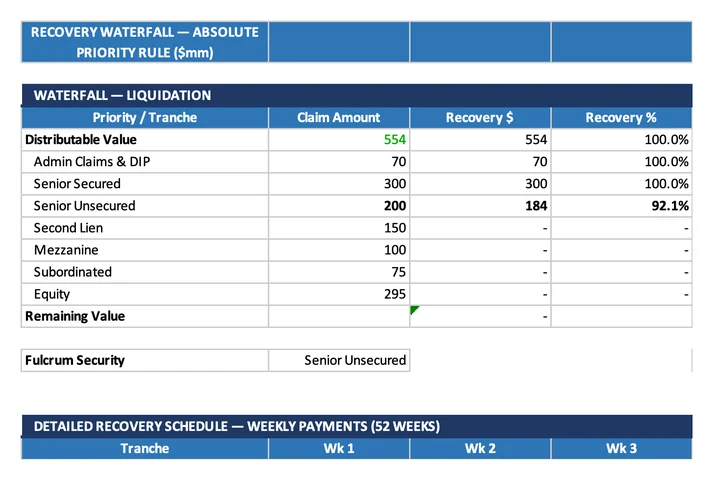 RECOVERY WATERFALL — ABSOLUTE
PRIORITY RULE ($mm)
WATERFALL — LIQUIDATION
Priority / Tranche Claim Amount Recovery $ Recovery %
Distributable Value 554 554 100.0%
Admin Claims & DIP 70 70 100.0%
Senior Secured 300 300 100.0%
Senior Unsecured 200 184 92.1%
Second Lien 150 - -
Mezzanine 100 - -
Subordinated 75 - -
Equity 295 - -
Remaining Value -
Fulcrum Security Senior Unsecured
DETAILED RECOVERY SCHEDULE — WEEKLY PAYMENTS (52 WEEKS)
Tranche Wk 1 Wk 2 Wk 3